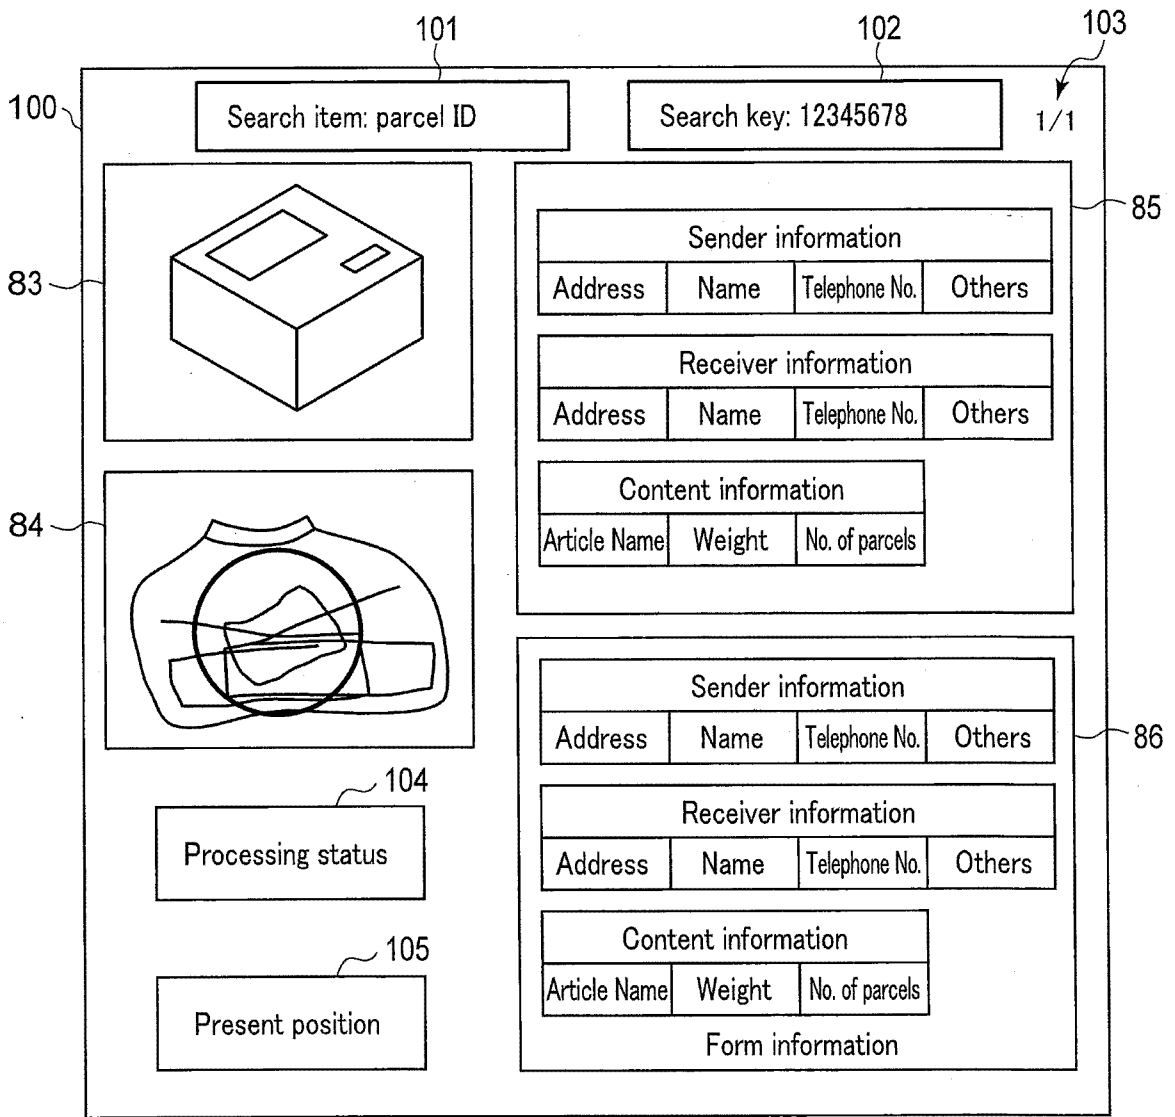 101
102
103
100
Search item: parcel ID
Search key: 12345678
1/1
83
85
Sender information
Address Name Telephone No. Others
Receiver information
Address Name Telephone No. Others
Content information
Article Name Weight No. of parcels
84
86
Sender information
Address Name Telephone No. Others
Receiver information
Address Name Telephone No. Others
Content information
Article Name Weight No. of parcels
Form information
104
Processing status
105
Present position